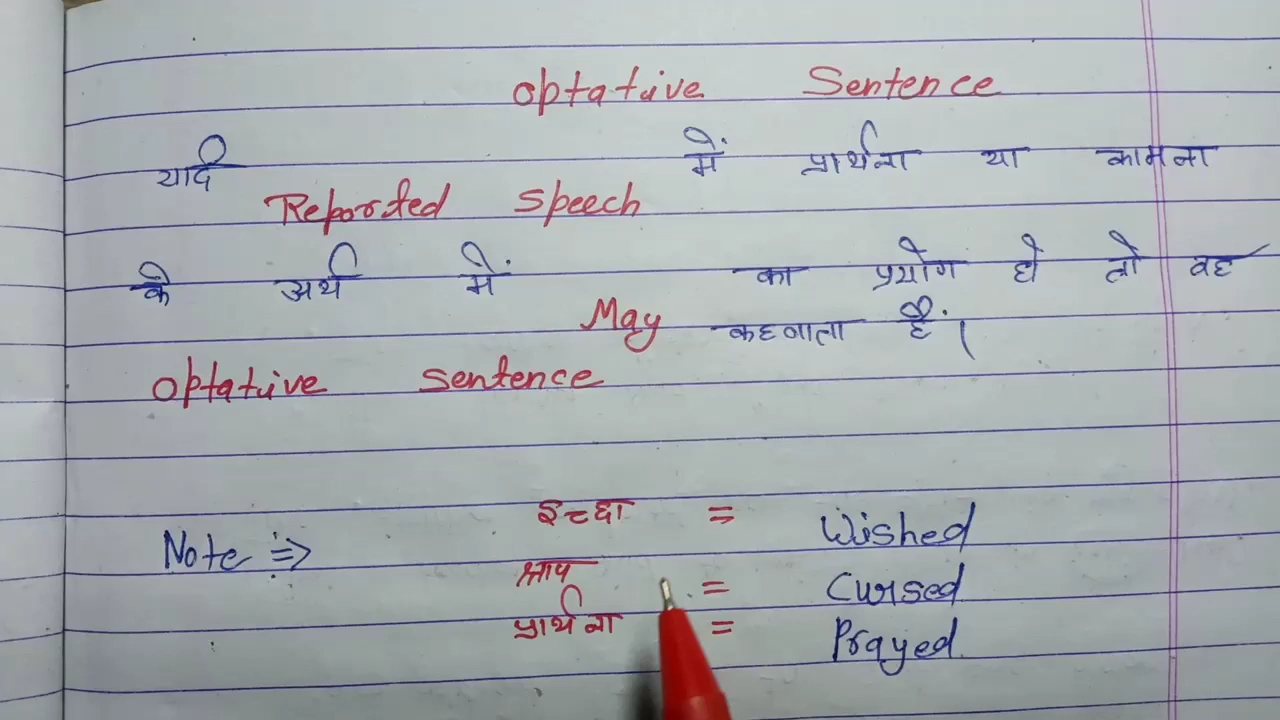 Optative Sentence
यदि Reported Speech में प्रार्थना या कामना
के अर्थ में May का प्रयोग हो तो वह
Optative sentence कहलाता है।
Note ⇒ इच्छा = Wished
श्राप = Cursed
प्रार्थना = Prayed